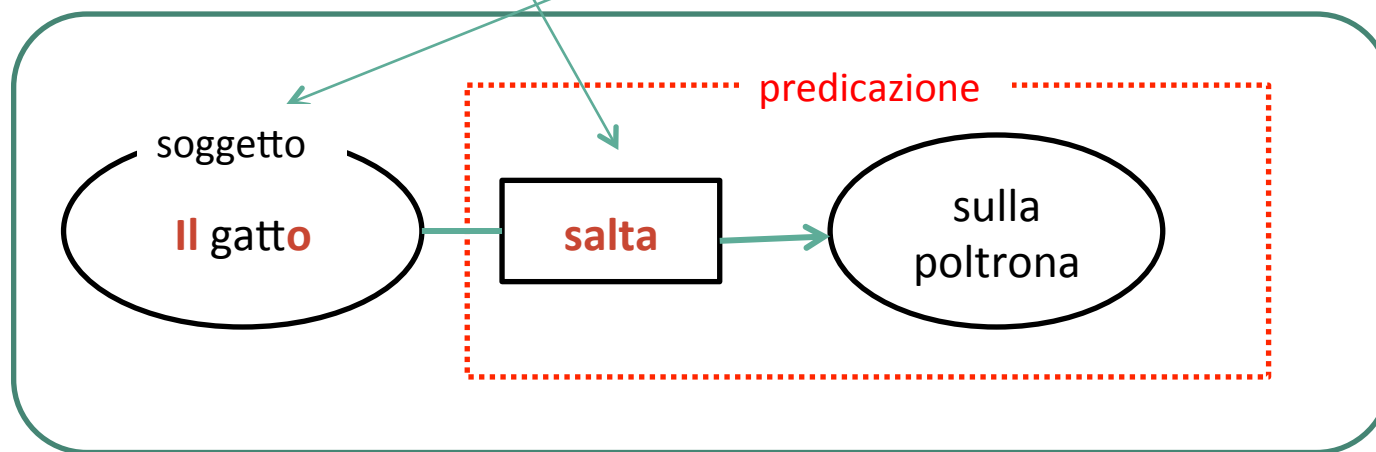 predicazione
soggetto
Il gatto
salta
sulla
poltrona